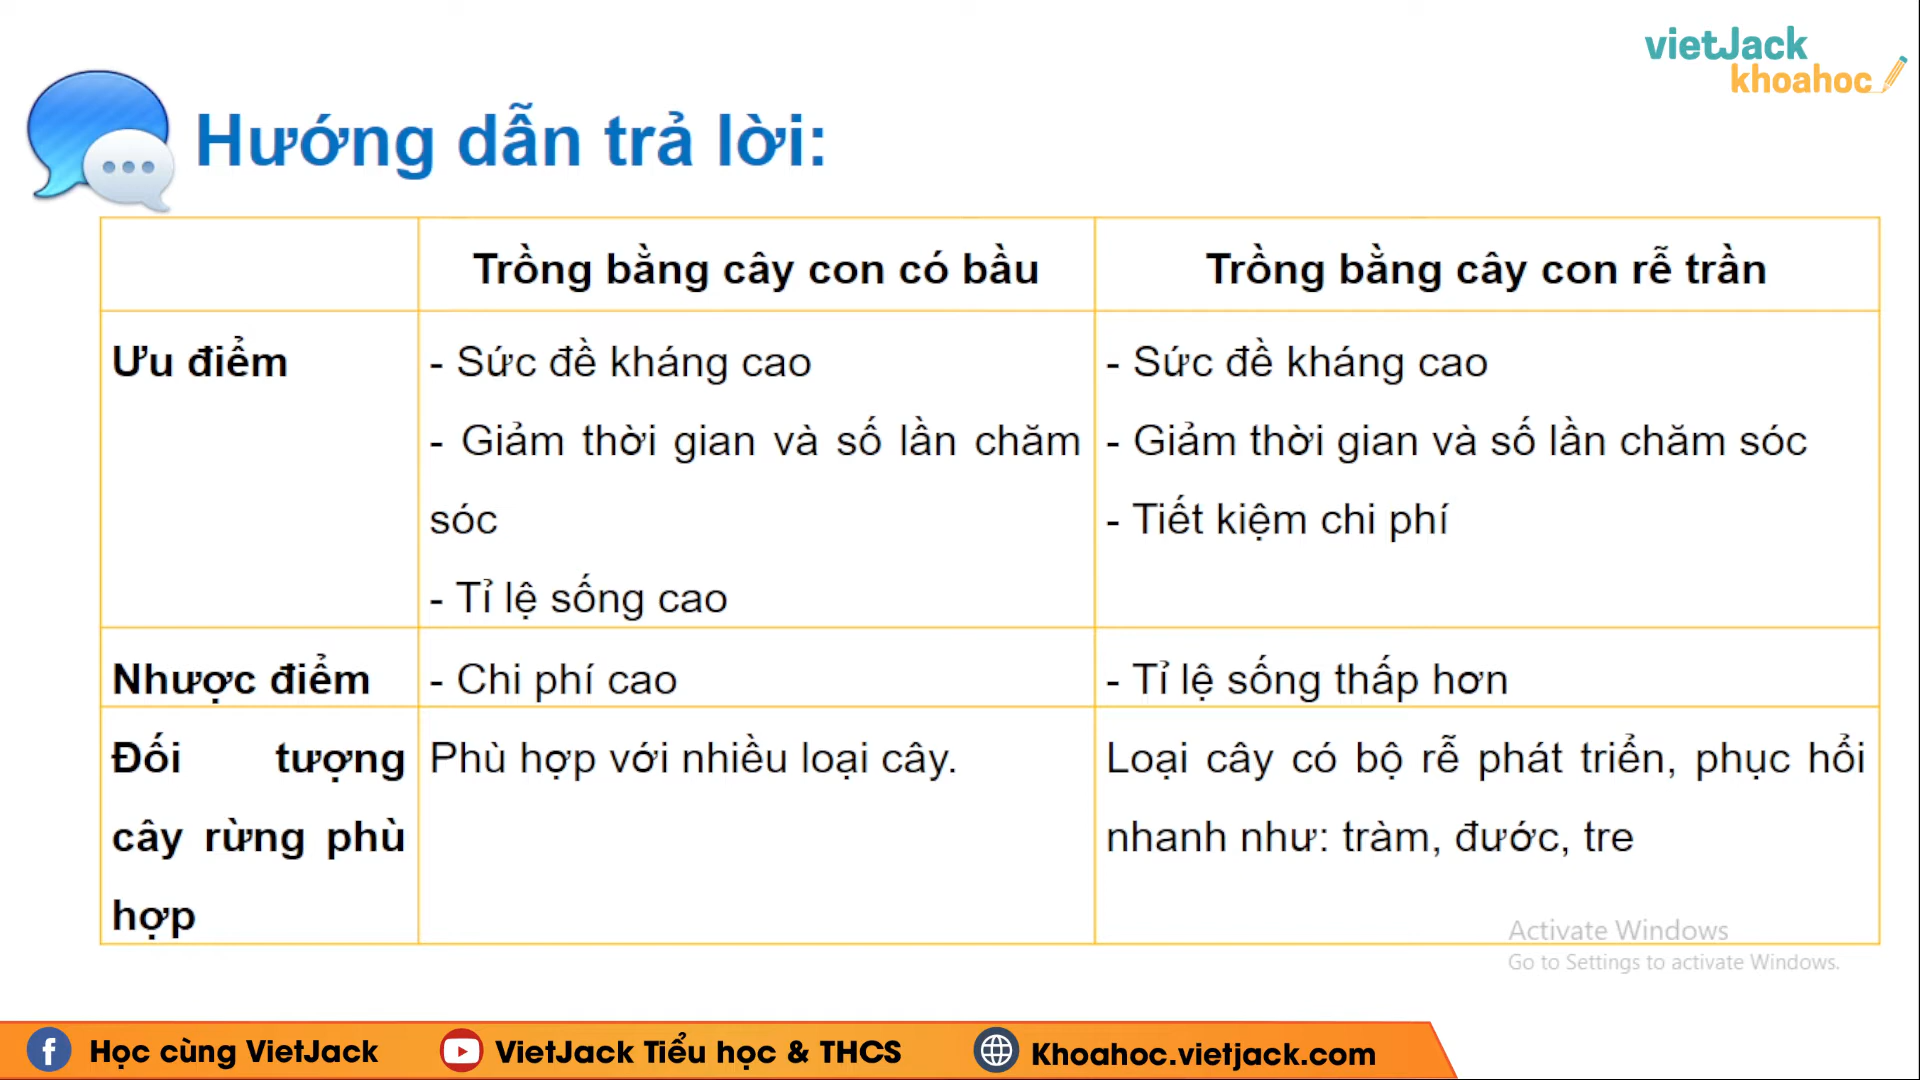 vietJack
khoahoc
Hướng dẫn trả lời:
Trồng bằng cây con có bầu
Trồng bằng cây con rễ trần
Ưu điểm
- Sức đề kháng cao
- Giảm thời gian và số lần chăm
sóc
- Tỉ lệ sống cao
- Sức đề kháng cao
- Giảm thời gian và số lần chăm sóc
- Tiết kiệm chi phí
Nhược điểm
- Chi phí cao
- Tỉ lệ sống thấp hơn
Đối tượng
cây rừng phù
hợp
Phù hợp với nhiều loại cây.
Loại cây có bộ rễ phát triển, phục hổi
nhanh như: tràm, đước, tre
Activate Windows
Go to Settings to activate Windows.
Học cùng VietJack
VietJack Tiểu học & THCS
Khoahoc.vietjack.com